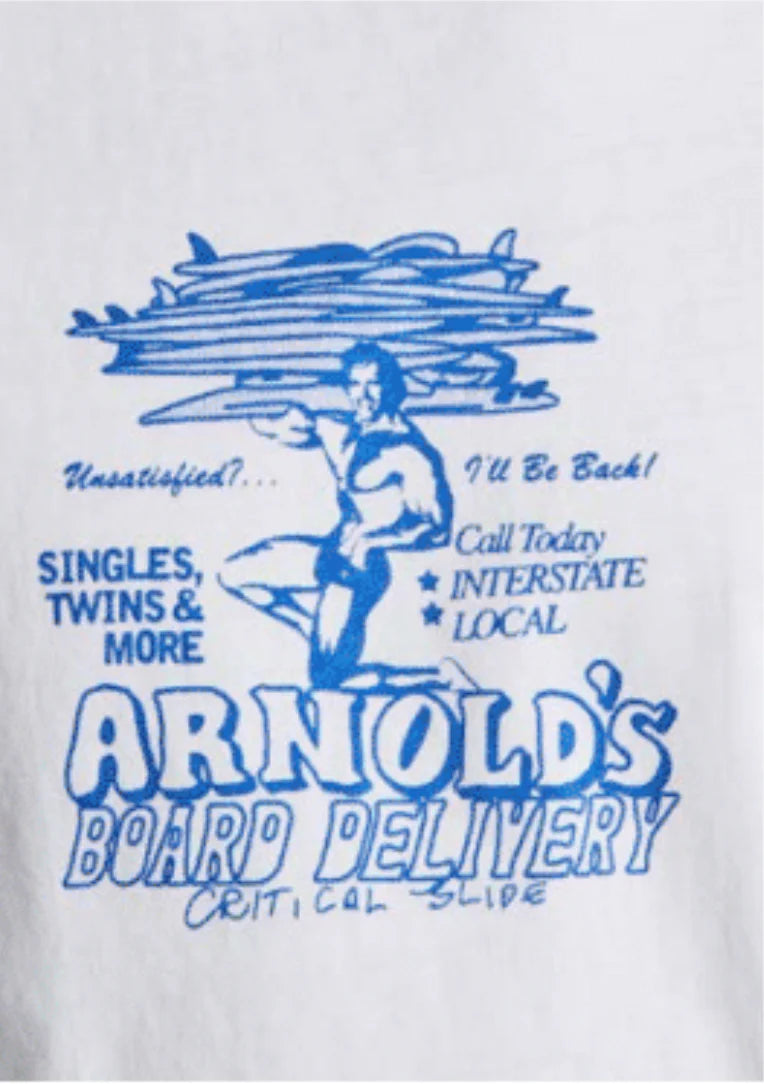 Unsatisfied?...
I'll Be Back!
SINGLES,
TWINS &
MORE
Call Today
★ INTERSTATE
★ LOCAL
ARNOLD'S
BOARD DELIVERY
CRITICAL SLIDE